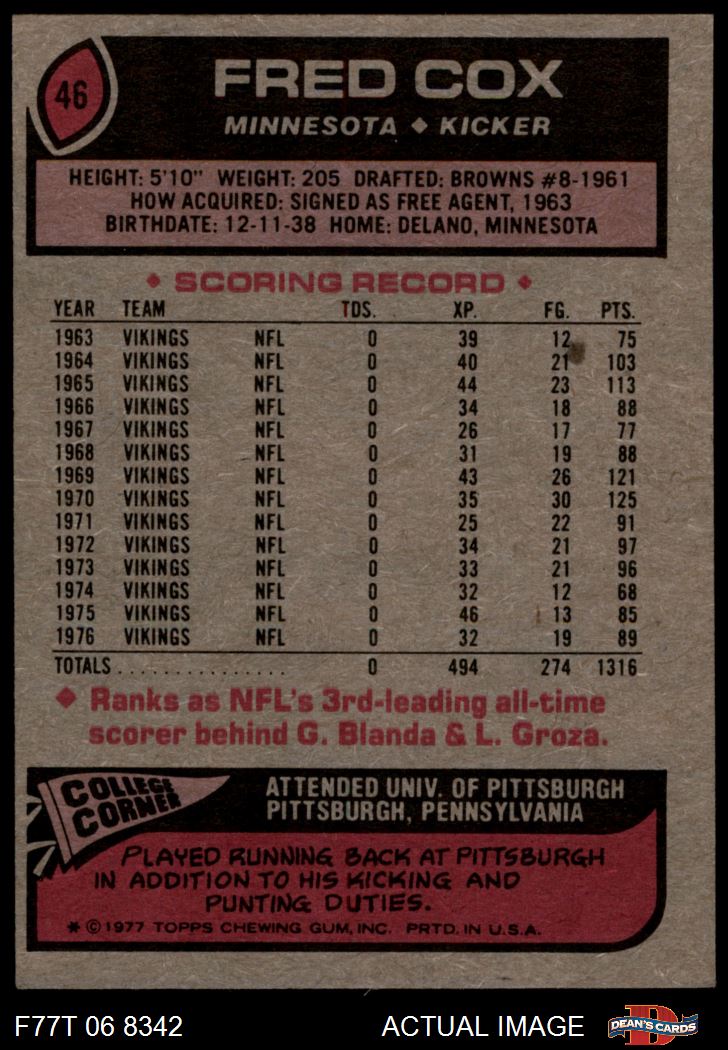 46
FRED COX
MINNESOTA ◆ KICKER
HEIGHT: 5'10" WEIGHT: 205 DRAFTED: BROWNS #8-1961
HOW ACQUIRED: SIGNED AS FREE AGENT, 1963
BIRTHDATE: 12-11-38 HOME: DELANO, MINNESOTA
◆ SCORING RECORD ◆
YEAR TEAM TDS. XP. FG. PTS.
1963 VIKINGS NFL 0 39 12 75
1964 VIKINGS NFL 0 40 21 103
1965 VIKINGS NFL 0 44 23 113
1966 VIKINGS NFL 0 34 18 88
1967 VIKINGS NFL 0 26 17 77
1968 VIKINGS NFL 0 31 19 88
1969 VIKINGS NFL 0 43 26 121
1970 VIKINGS NFL 0 35 30 125
1971 VIKINGS NFL 0 25 22 91
1972 VIKINGS NFL 0 34 21 97
1973 VIKINGS NFL 0 33 21 96
1974 VIKINGS NFL 0 32 12 68
1975 VIKINGS NFL 0 46 13 85
1976 VIKINGS NFL 0 32 19 89
TOTALS................ 0 494 274 1316
◆ Ranks as NFL's 3rd-leading all-time
scorer behind G. Blanda & L. Groza.
COLLEGE
CORNER
ATTENDED UNIV. OF PITTSBURGH
PITTSBURGH, PENNSYLVANIA
PLAYED RUNNING BACK AT PITTSBURGH
IN ADDITION TO HIS KICKING AND
PUNTING DUTIES.
* © 1977 TOPPS CHEWING GUM, INC. PRTD. IN U.S.A.
F77T 06 8342 ACTUAL IMAGE
D
DEAN'S CARDS